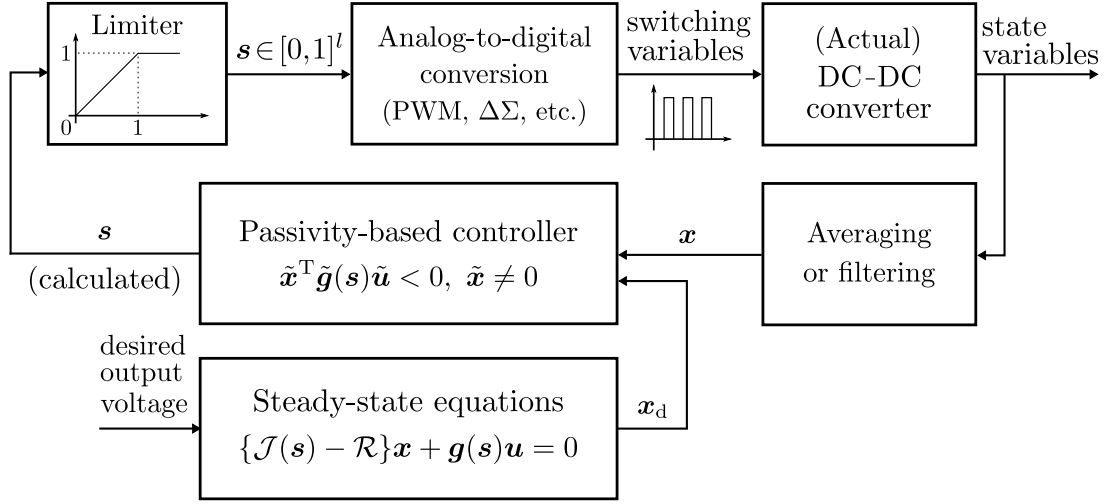 Limiter
1
0
1
s∈[0,1]ˡ
Analog-to-digital
conversion
(PWM, ΔΣ, etc.)
switching
variables
(Actual)
DC-DC
converter
state
variables
s
(calculated)
Passivity-based controller
x̃ᵀg̃(s)ũ < 0, x̃ ≠ 0
x
Averaging
or filtering
desired
output
voltage
Steady-state equations
{𝒥(s) − ℛ}x + g(s)u = 0
x_d